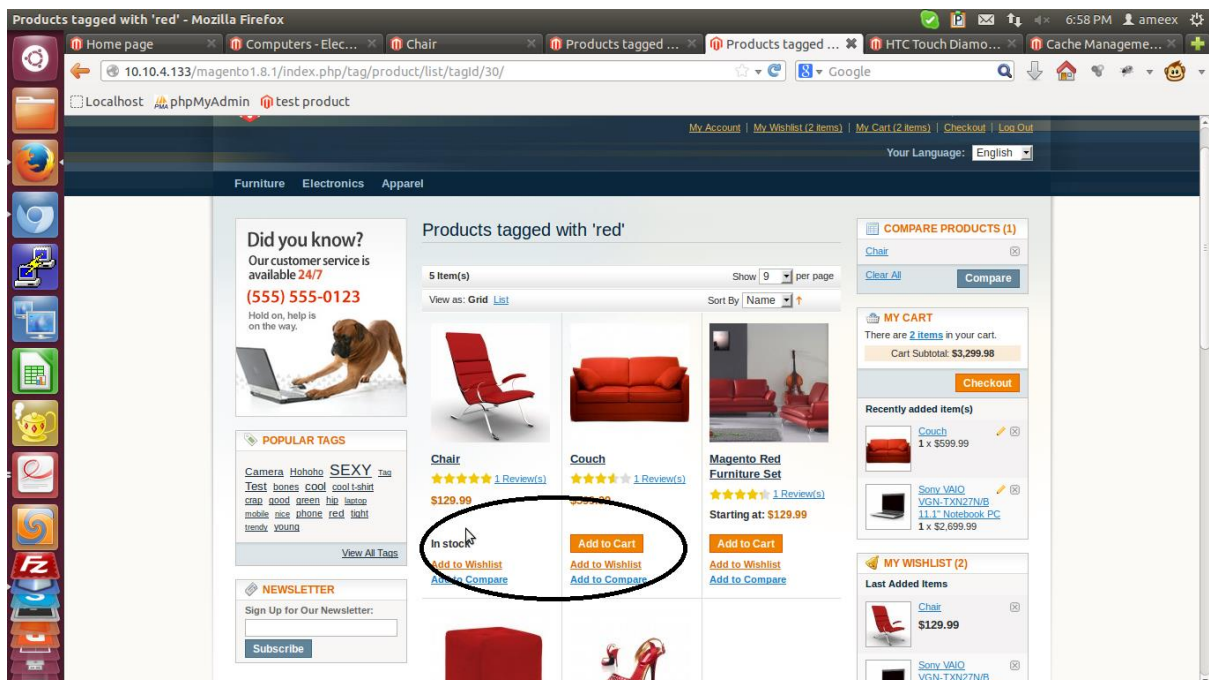 Products tagged with 'red' - Mozilla Firefox
6:58 PM ameex
Home page
Computers - Elec...
Chair
Products tagged ...
Products tagged ...
HTC Touch Diamo...
Cache Manageme...
10.10.4.133/magento1.8.1/index.php/tag/product/list/tagId/30/
Google
Localhost phpMyAdmin test product
My Account | My Wishlist (2 items) | My Cart (2 items) | Checkout | Log Out
Your Language: English
Furniture Electronics Apparel
Did you know?
Our customer service is
available 24/7
(555) 555-0123
Hold on, help is
on the way.
POPULAR TAGS
Camera Hohoho SEXY Tag
Test bones cool cool t-shirt
crap good green hip laptop
mobile nice phone red tight
trendy young
View All Tags
NEWSLETTER
Sign Up for Our Newsletter:
Subscribe
Products tagged with 'red'
5 Item(s)
Show 9 per page
View as: Grid List
Sort By Name
Chair
1 Review(s)
$129.99
In stock
Add to Wishlist
Add to Compare
Couch
1 Review(s)
$599.99
Add to Cart
Add to Wishlist
Add to Compare
Magento Red
Furniture Set
1 Review(s)
Starting at: $129.99
Add to Cart
Add to Wishlist
Add to Compare
COMPARE PRODUCTS (1)
Chair
Clear All
Compare
MY CART
There are 2 items in your cart.
Cart Subtotal: $3,299.98
Checkout
Recently added item(s)
Couch
1 x $599.99
Sony VAIO
VGN-TXN27N/B
11.1" Notebook PC
1 x $2,699.99
MY WISHLIST (2)
Last Added Items
Chair
$129.99
Sony VAIO
VGN-TXN27N/B